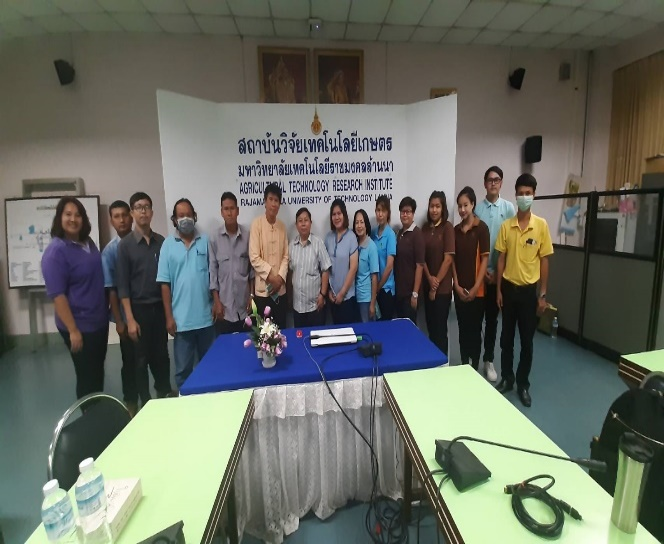 สถาบันวิจัยเทคโนโลยีเกษตร
มหาวิทยาลัยเทคโนโลยีราชมงคลล้านนา
AGRICULTURAL TECHNOLOGY RESEARCH INSTITUTE
UNIVERSITY OF TECHNOLOGY